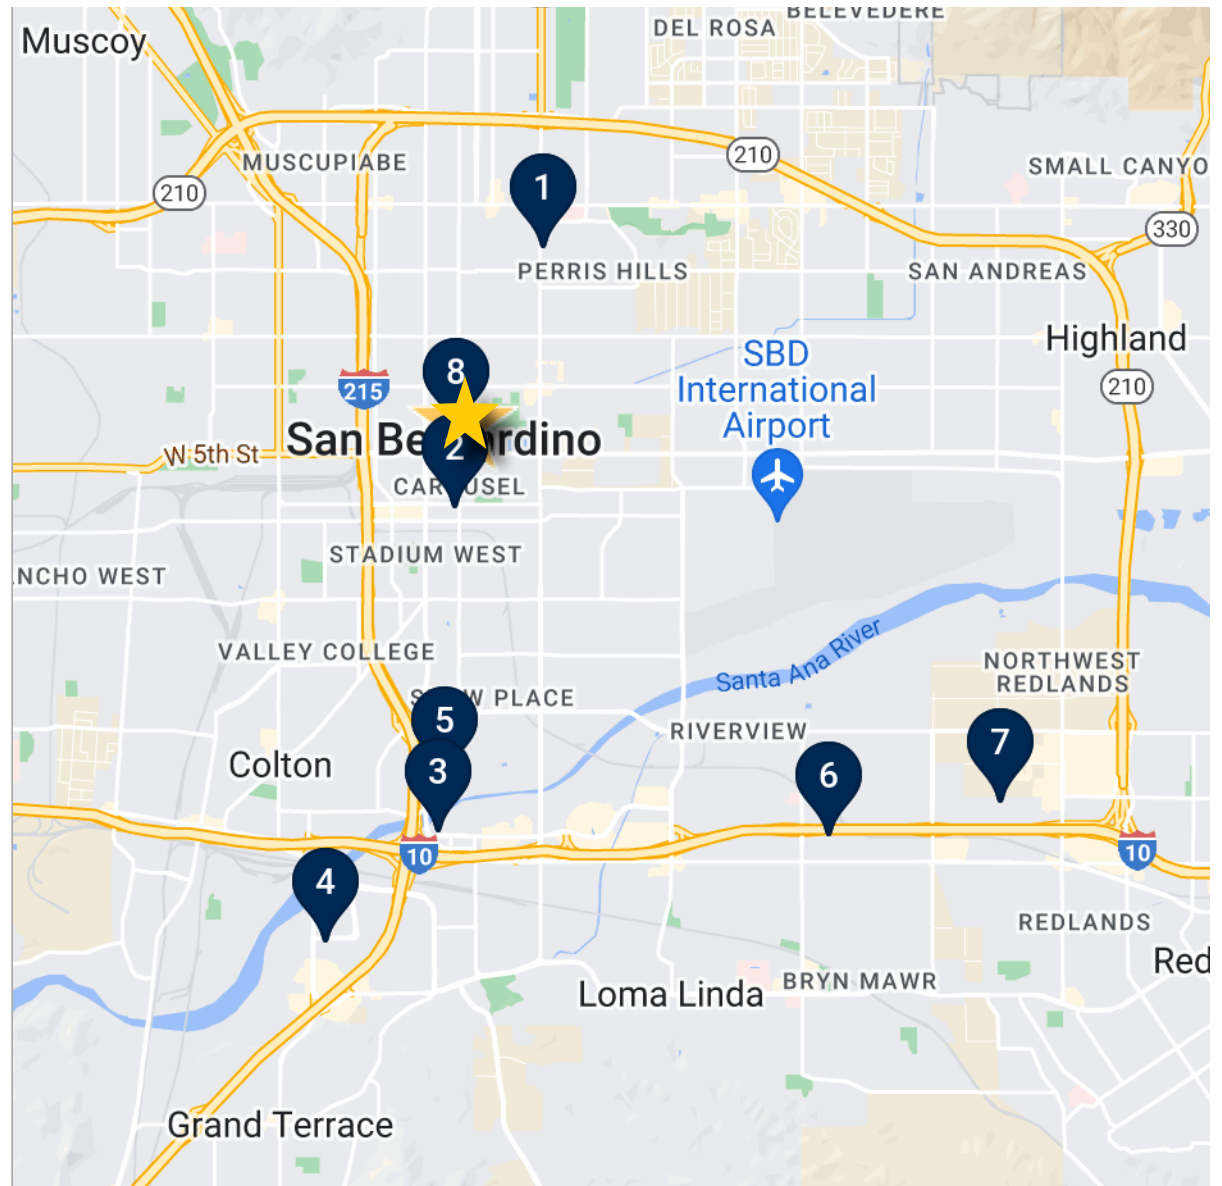 BELEVEDERE
DEL ROSA
Muscoy
210
MUSCUPIABE
SMALL CANYO
210
1
330
PERRIS HILLS
SAN ANDREAS
Highland
SBD
International
Airport
8
215
210
San Be
rdino
2
W 5th St
CAR
USEL
STADIUM WEST
NCHO WEST
Santa Ana River
VALLEY COLLEGE
NORTHWEST
REDLANDS
S
W PLACE
5
RIVERVIEW
7
Colton
3
6
10
10
4
REDLANDS
Red
Loma Linda
BRYN MAWR
Grand Terrace